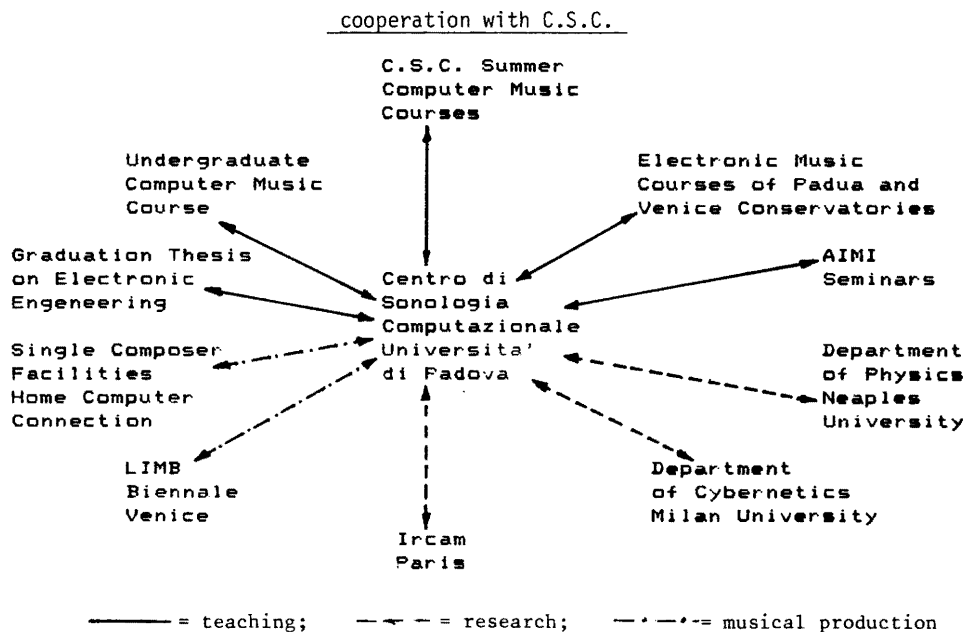 cooperation with C.S.C.
C.S.C. Summer
Computer Music
Courses
Undergraduate
Computer Music
Course
Electronic Music
Courses of Padua and
Venice Conservatories
Graduation Thesis
on Electronic
Engeneering
Centro di
Sonologia
Computazionale
Universita'
di Padova
AIMI
Seminars
Single Composer
Facilities
Home Computer
Connection
Department
of Physics
Neaples
University
LIMB
Biennale
Venice
Ircam
Paris
Department
of Cybernetics
Milan University
= teaching; = research; = musical production